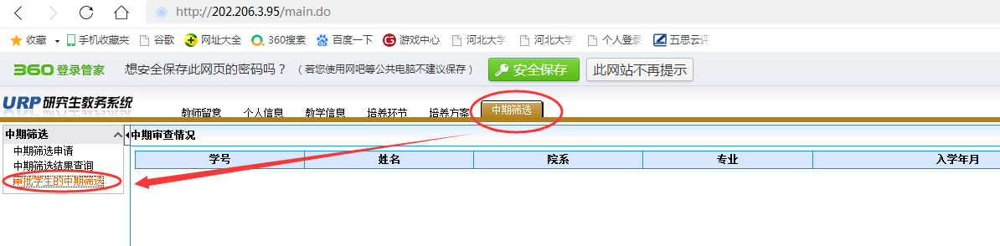 http://202.206.3.95/main.do
收藏 手机收藏夹 谷歌 网址大全 360搜索 百度一下 游戏中心 河北大学 河北大学 个人登录 五思云评
360登录管家 想安全保存此网页的密码吗？（若您使用网吧等公共电脑不建议保存） 安全保存 此网站不再提示
URP研究生教务系统 教师留意 个人信息 教学信息 培养环节 培养方案 中期筛选
中期筛选
中期筛选申请
中期筛选结果查询
审批学生的中期筛选
中期审查情况
学号 姓名 院系 专业 入学年月